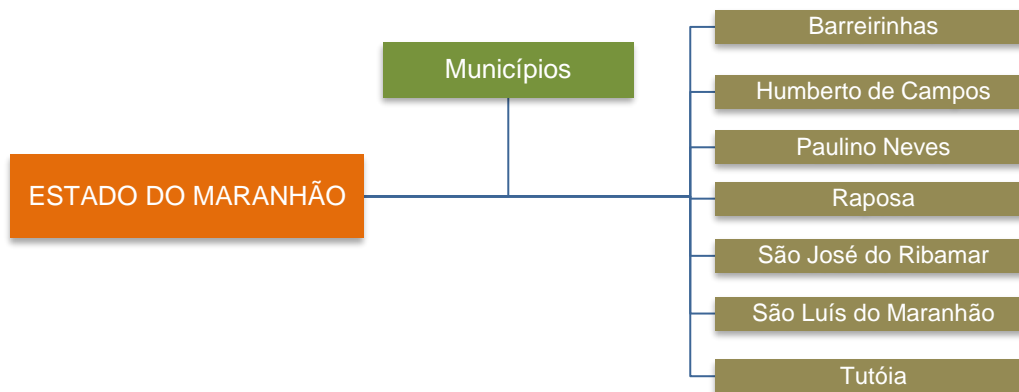 ESTADO DO MARANHÃO
Municípios
Barreirinhas
Humberto de Campos
Paulino Neves
Raposa
São José do Ribamar
São Luís do Maranhão
Tutóia